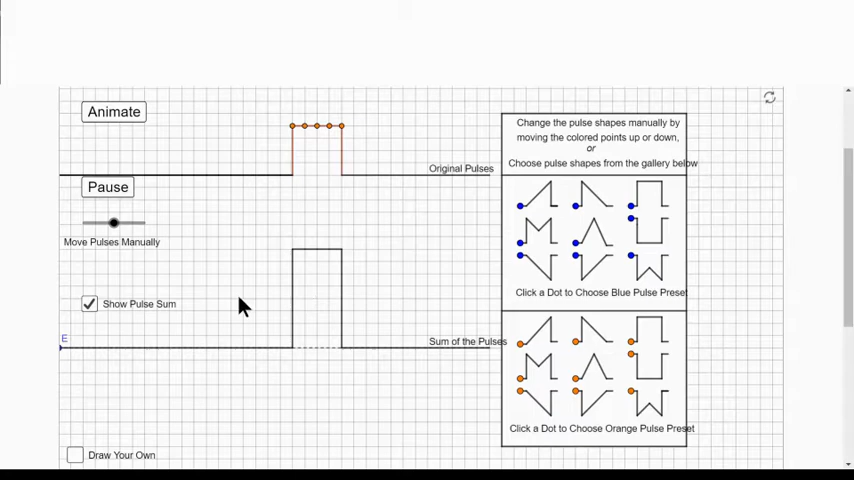 Animate
Change the pulse shapes manually by
moving the colored points up or down,
or
Choose pulse shapes from the gallery below
Original Pulses
Pause
Move Pulses Manually
Click a Dot to Choose Blue Pulse Preset
Show Pulse Sum
E
Sum of the Pulses
Click a Dot to Choose Orange Pulse Preset
Draw Your Own